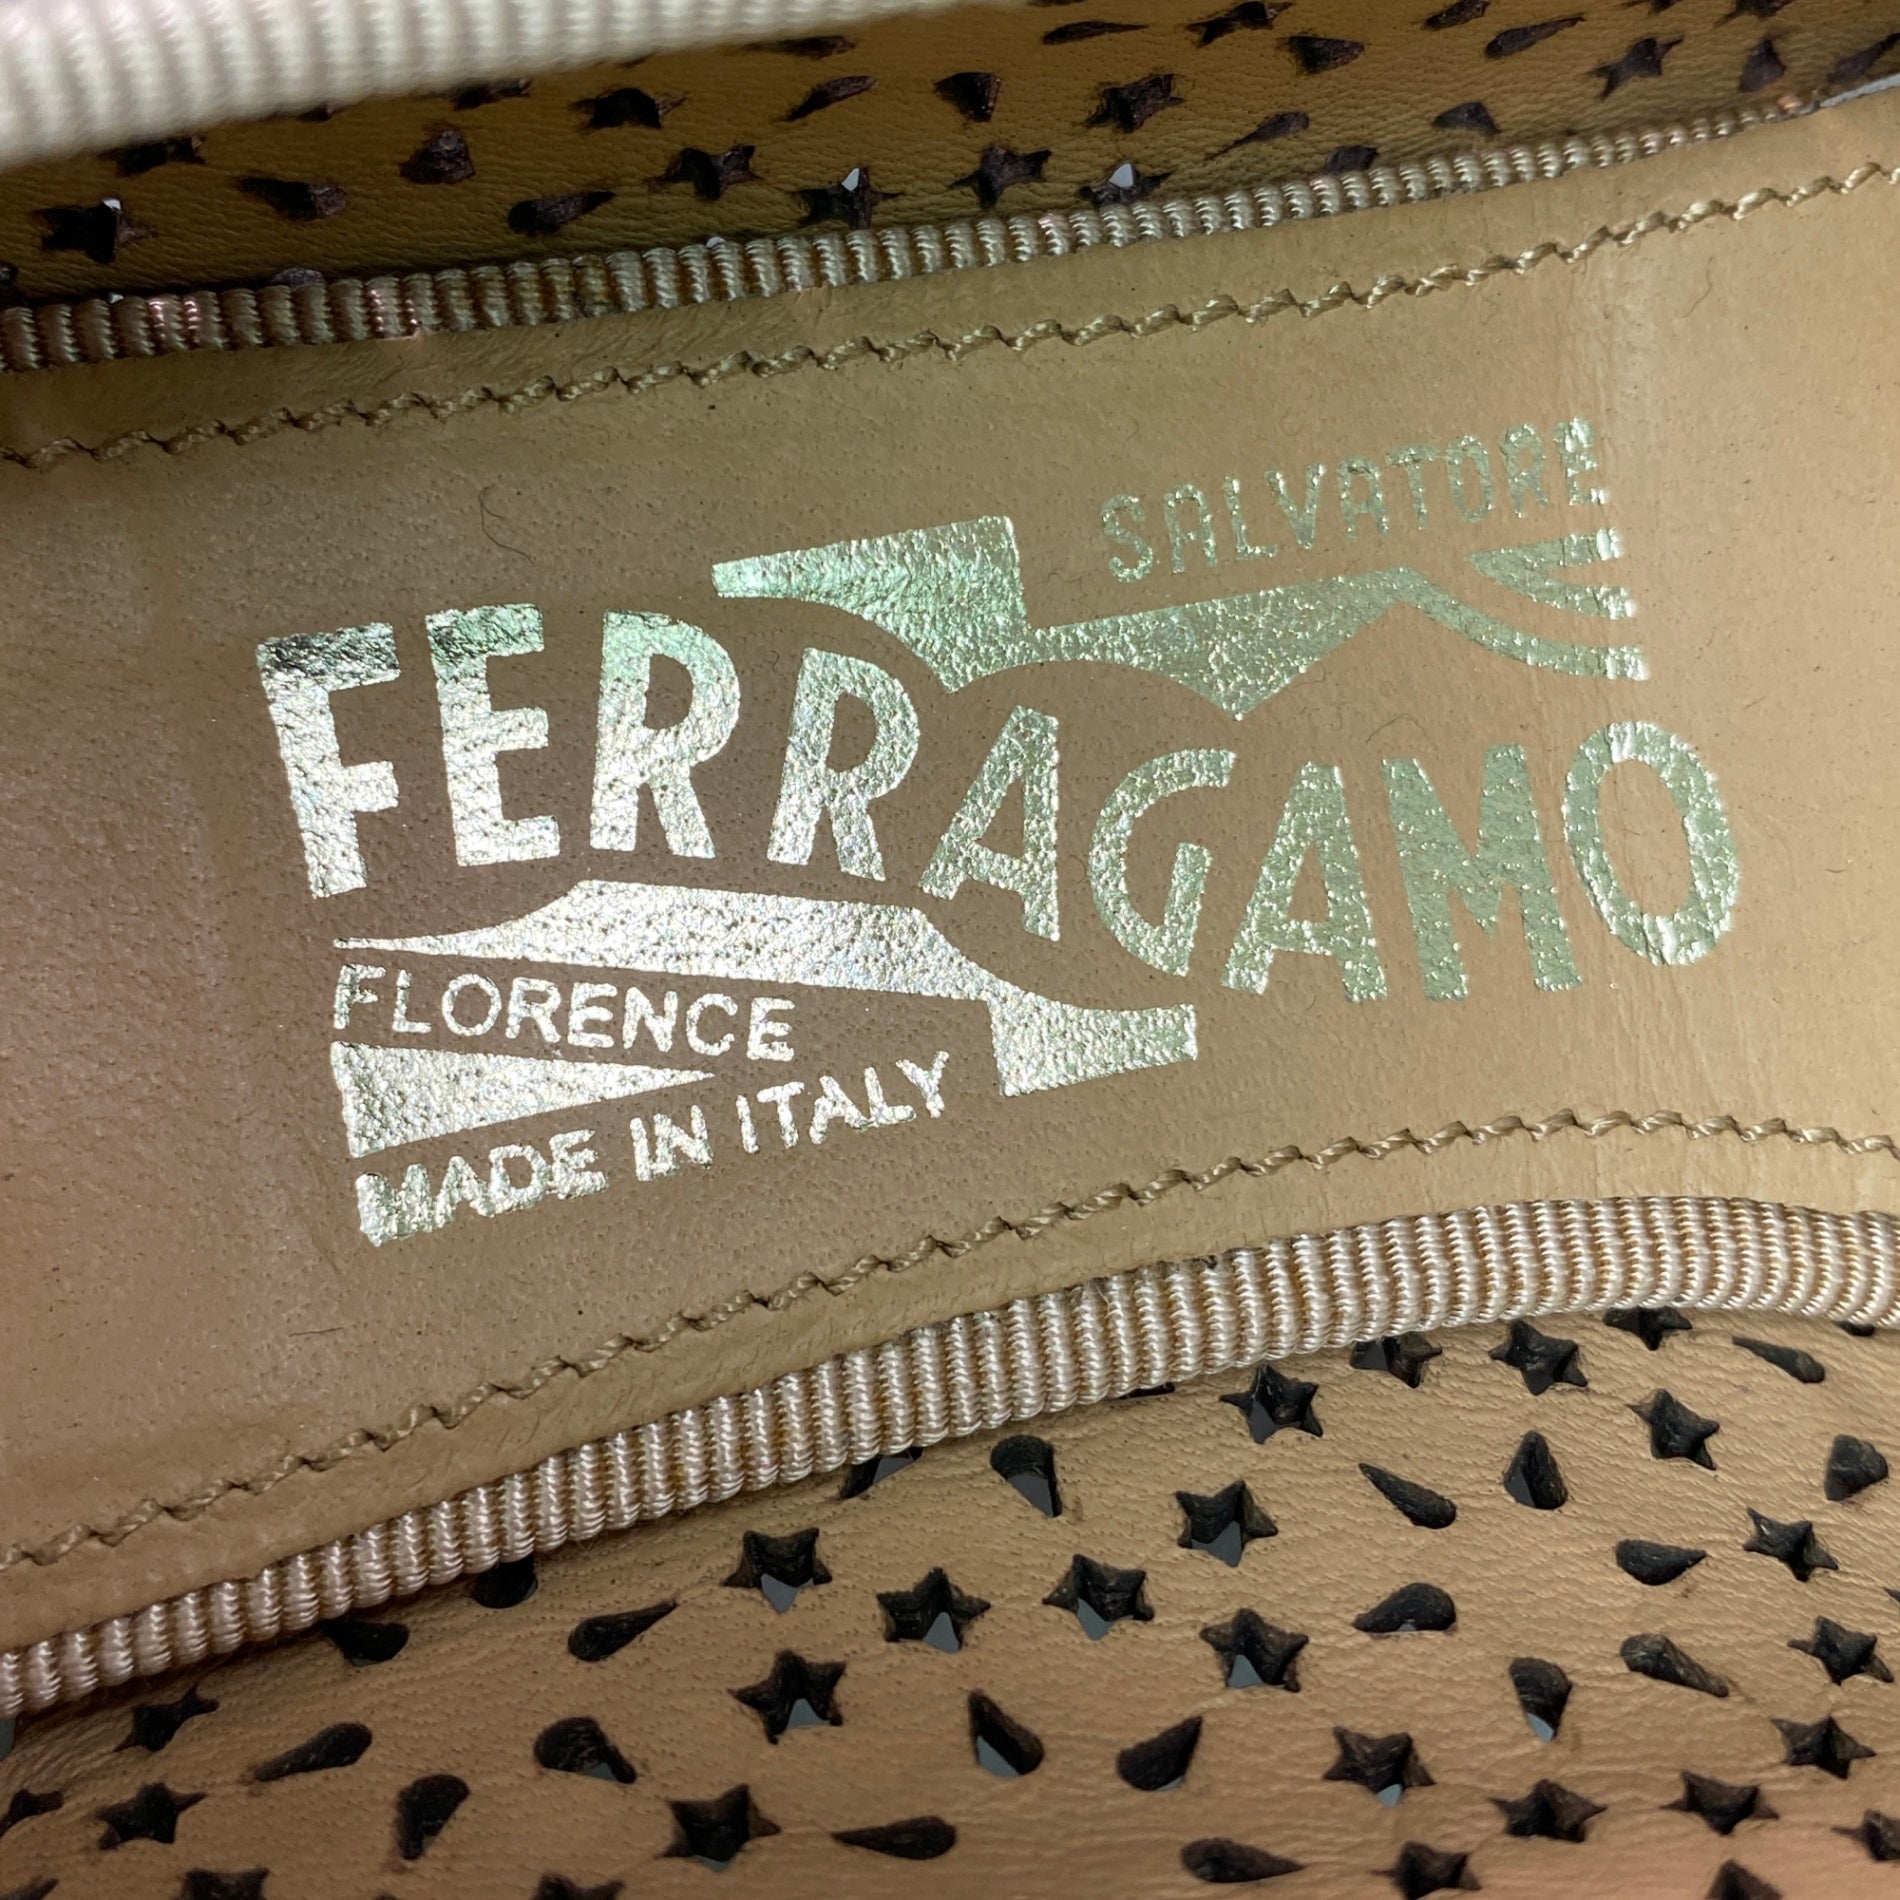 SALVATORE
FERRAGAMO
FLORENCE
MADE IN ITALY